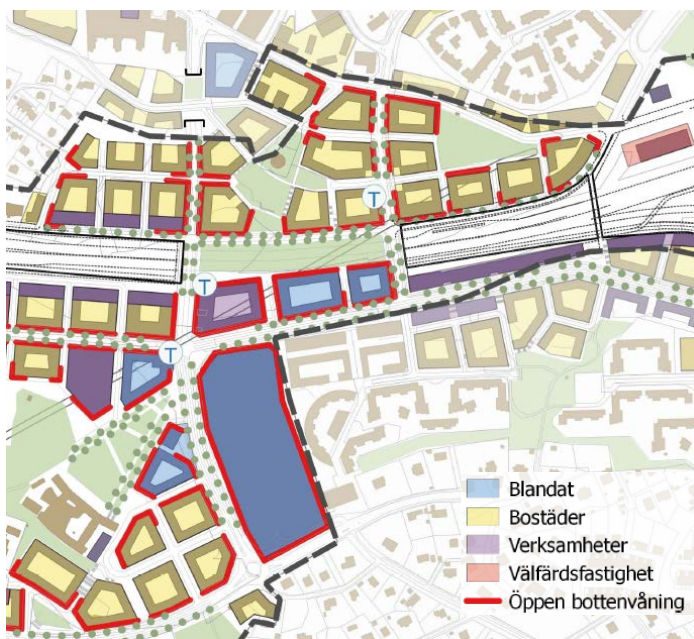 T
T
T
Blandat
Bostäder
Verksamheter
Välfärdsfastighet
Öppen bottenvåning